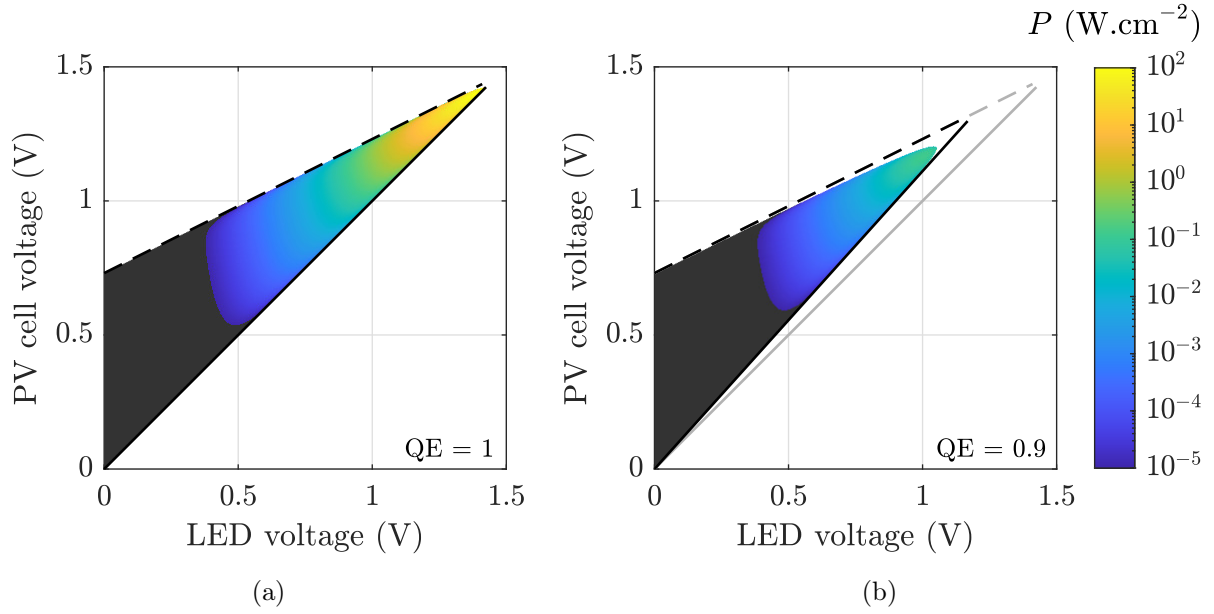 P (W.cm⁻²)
1.5
1
0.5
0
PV cell voltage (V)
QE = 1
0
0.5
1
1.5
LED voltage (V)
(a)
1.5
1
0.5
0
PV cell voltage (V)
QE = 0.9
0
0.5
1
1.5
LED voltage (V)
(b)
10²
10¹
10⁰
10⁻¹
10⁻²
10⁻³
10⁻⁴
10⁻⁵